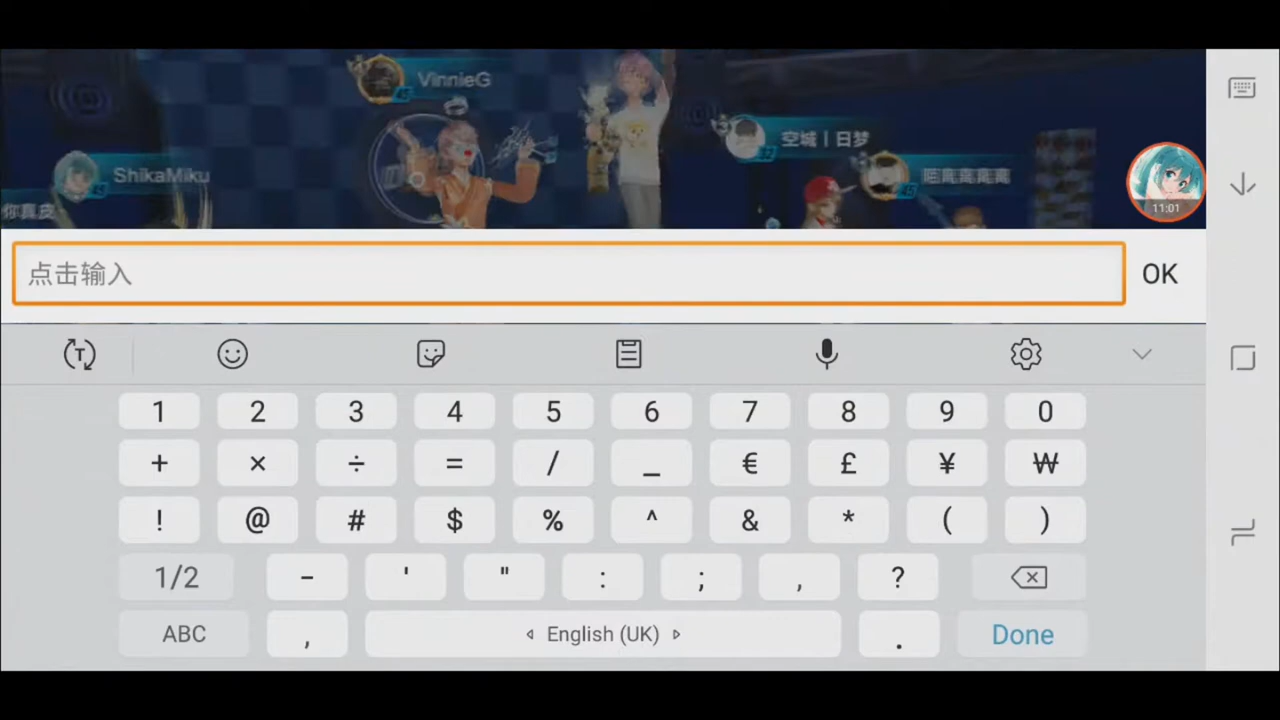 VinnieG
空城丨日梦
ShikaMiku
你真皮
11:01
点击输入
OK
1 2 3 4 5 6 7 8 9 0
+ × ÷ = / _ € £ ¥ ₩
! @ # $ % ^ & * ( )
1/2 - ' " : ; , ?
ABC , English (UK) . Done